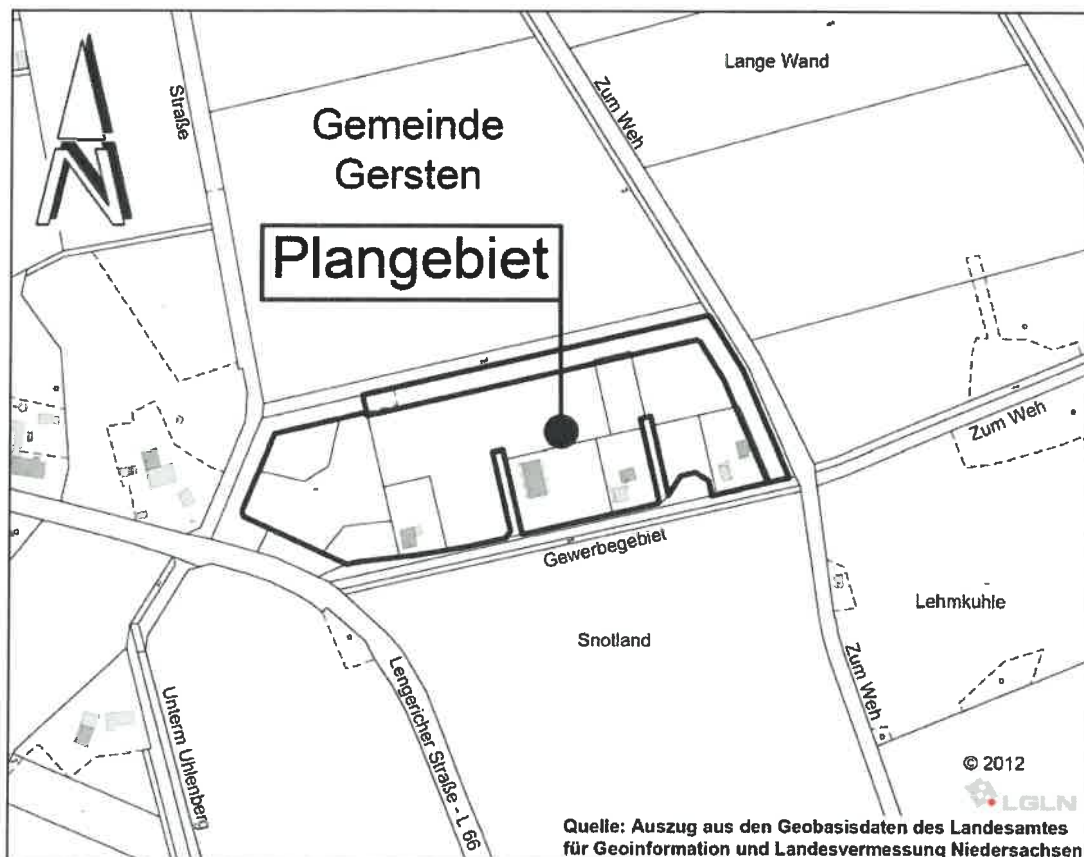 Lange Wand
Straße
Zum Weh
Gemeinde
Gersten
N
Plangebiet
Zum Weh
Gewerbegebiet
Lehmkuhle
Snotland
Zum Weh
Lengericher Straße - L 66
Unterm Uhlenberg
© 2012
LGLN
Quelle: Auszug aus den Geobasisdaten des Landesamtes
für Geoinformation und Landesvermessung Niedersachsen